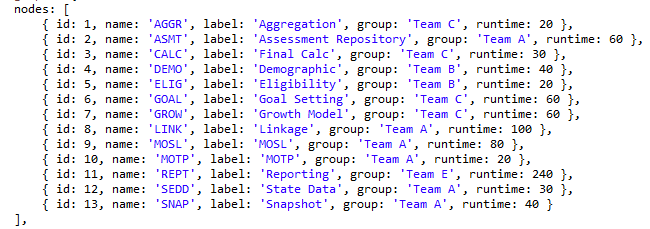 nodes: [
{ id: 1, name: 'AGGR', label: 'Aggregation', group: 'Team C', runtime: 20 },
{ id: 2, name: 'ASMT', label: 'Assessment Repository', group: 'Team A', runtime: 60 },
{ id: 3, name: 'CALC', label: 'Final Calc', group: 'Team C', runtime: 30 },
{ id: 4, name: 'DEMO', label: 'Demographic', group: 'Team B', runtime: 40 },
{ id: 5, name: 'ELIG', label: 'Eligibility', group: 'Team B', runtime: 20 },
{ id: 6, name: 'GOAL', label: 'Goal Setting', group: 'Team C', runtime: 60 },
{ id: 7, name: 'GROW', label: 'Growth Model', group: 'Team C', runtime: 60 },
{ id: 8, name: 'LINK', label: 'Linkage', group: 'Team A', runtime: 100 },
{ id: 9, name: 'MOSL', label: 'MOSL', group: 'Team A', runtime: 80 },
{ id: 10, name: 'MOTP', label: 'MOTP', group: 'Team A', runtime: 20 },
{ id: 11, name: 'REPT', label: 'Reporting', group: 'Team E', runtime: 240 },
{ id: 12, name: 'SEDD', label: 'State Data', group: 'Team A', runtime: 30 },
{ id: 13, name: 'SNAP', label: 'Snapshot', group: 'Team A', runtime: 40 }
],